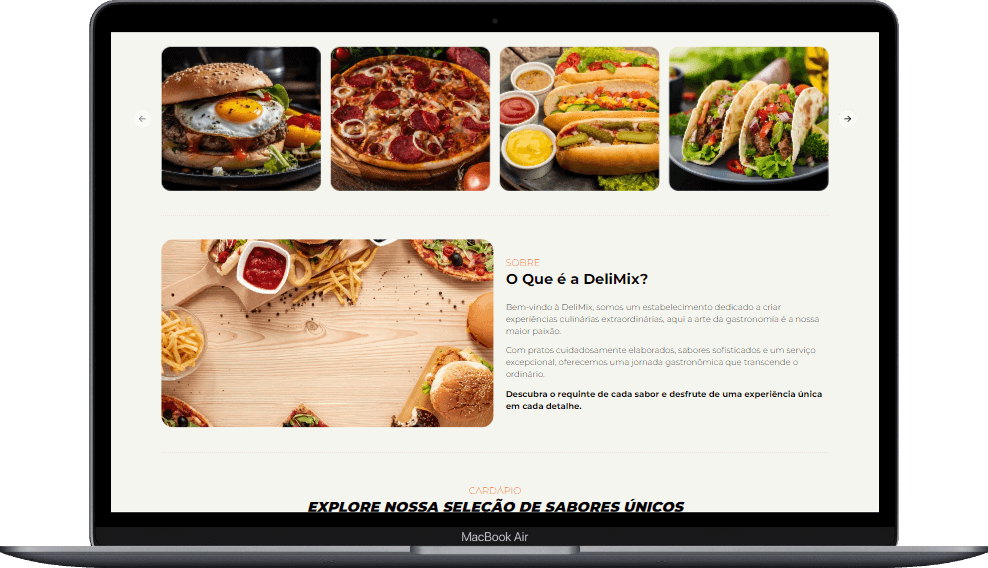 ←
→
SOBRE
O Que é a DeliMix?
Bem-vindo à DeliMix, somos um estabelecimento dedicado a criar
experiências culinárias extraordinárias, aqui a arte da gastronomia é a nossa
maior paixão.
Com pratos cuidadosamente elaborados, sabores sofisticados e um serviço
excepcional, oferecemos uma jornada gastronômica que transcende o
ordinário.
Descubra o requinte de cada sabor e desfrute de uma experiência única
em cada detalhe.
CARDÁPIO
EXPLORE NOSSA SELEÇÃO DE SABORES ÚNICOS
MacBook Air